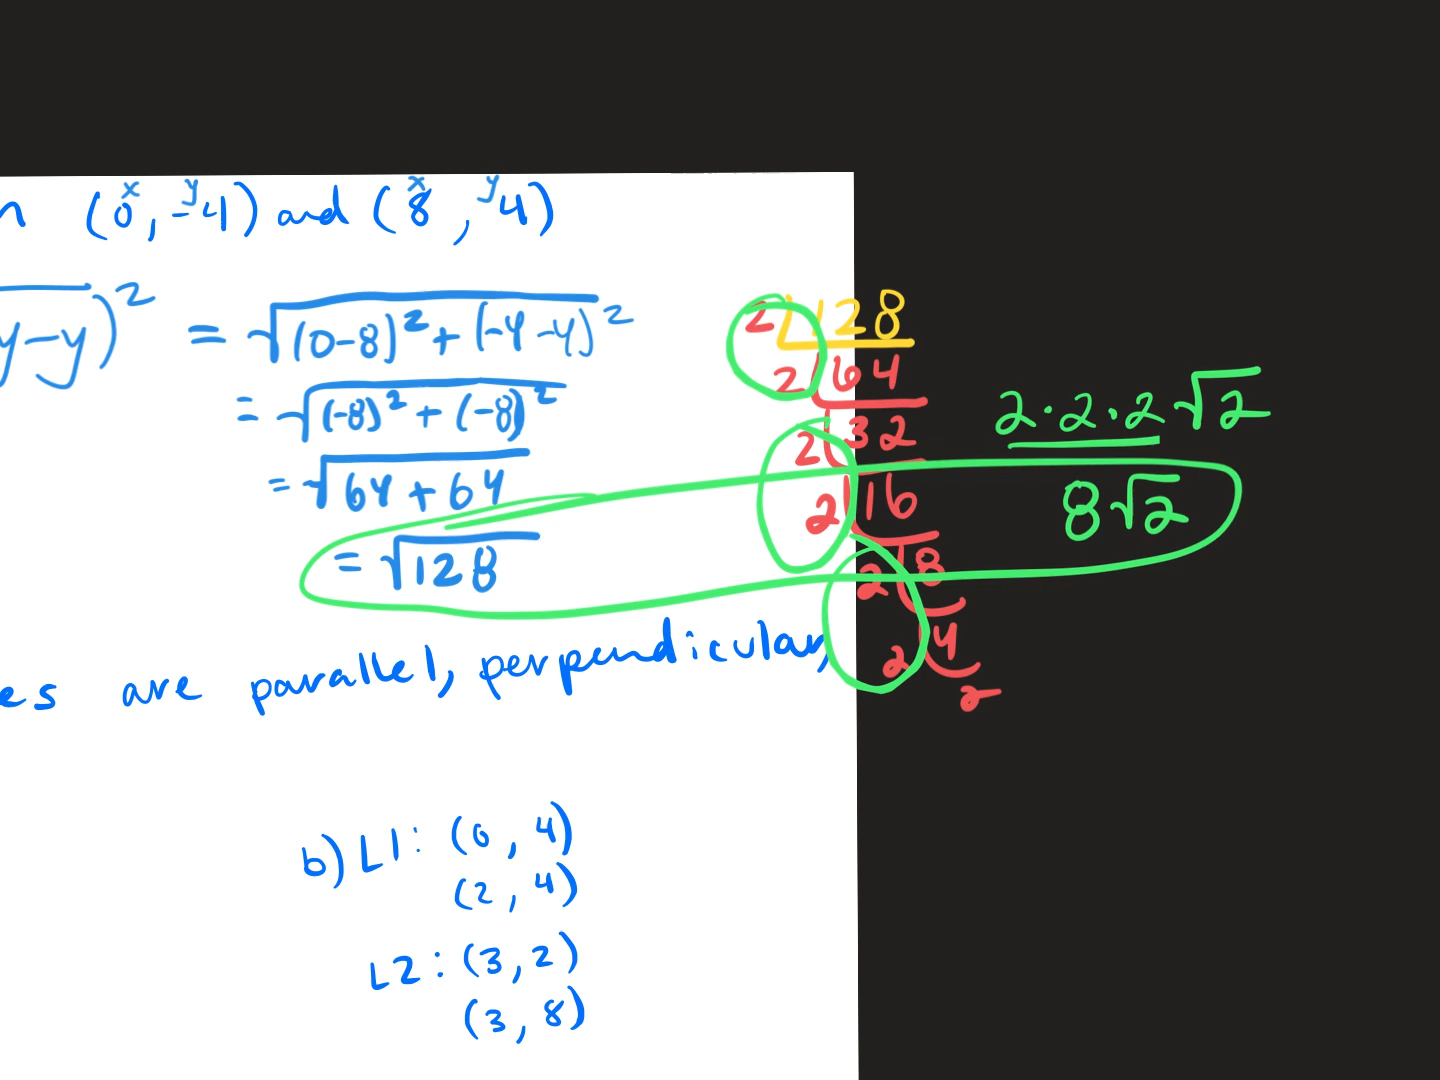 n (0, -4) and (8, 4)
x y x y
y-y)² = √(0-8)² + (-4-4)²
= √(-8)² + (-8)²
= √64 + 64
= √128
2 128
2 64
2 32
2 16
2 8
2 4
2
2·2·2√2
8√2
es are parallel, perpendicular,
b) L1: (0, 4)
(2, 4)
L2: (3, 2)
(3, 8)